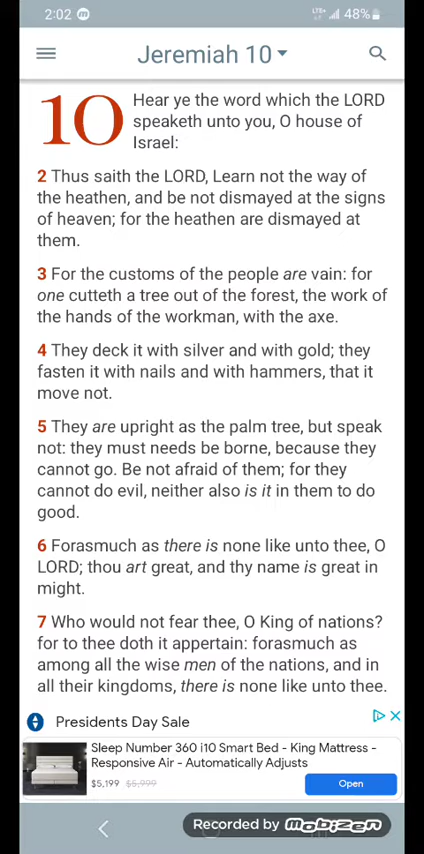 2:02
LTE+ 48%
Jeremiah 10
10 Hear ye the word which the LORD
speaketh unto you, O house of
Israel:
2 Thus saith the LORD, Learn not the way of
the heathen, and be not dismayed at the signs
of heaven; for the heathen are dismayed at
them.
3 For the customs of the people are vain: for
one cutteth a tree out of the forest, the work of
the hands of the workman, with the axe.
4 They deck it with silver and with gold; they
fasten it with nails and with hammers, that it
move not.
5 They are upright as the palm tree, but speak
not: they must needs be borne, because they
cannot go. Be not afraid of them; for they
cannot do evil, neither also is it in them to do
good.
6 Forasmuch as there is none like unto thee, O
LORD; thou art great, and thy name is great in
might.
7 Who would not fear thee, O King of nations?
for to thee doth it appertain: forasmuch as
among all the wise men of the nations, and in
all their kingdoms, there is none like unto thee.
Presidents Day Sale
Sleep Number 360 i10 Smart Bed - King Mattress -
Responsive Air - Automatically Adjusts
$5,199 $5,999
Open
Recorded by mobizen